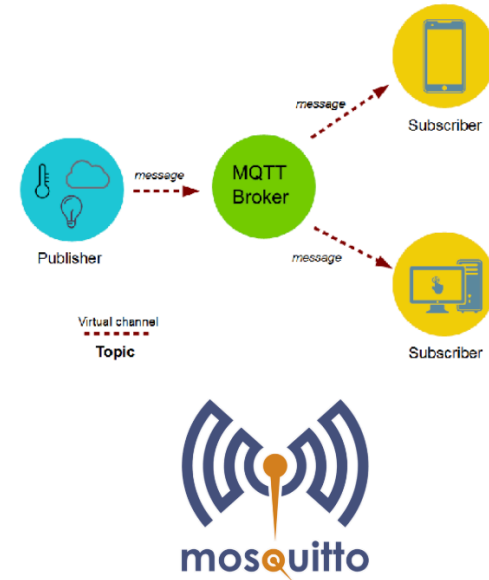 message
Subscriber
message
MQTT
Broker
Publisher
message
Subscriber
Virtual channel
Topic
mosquitto